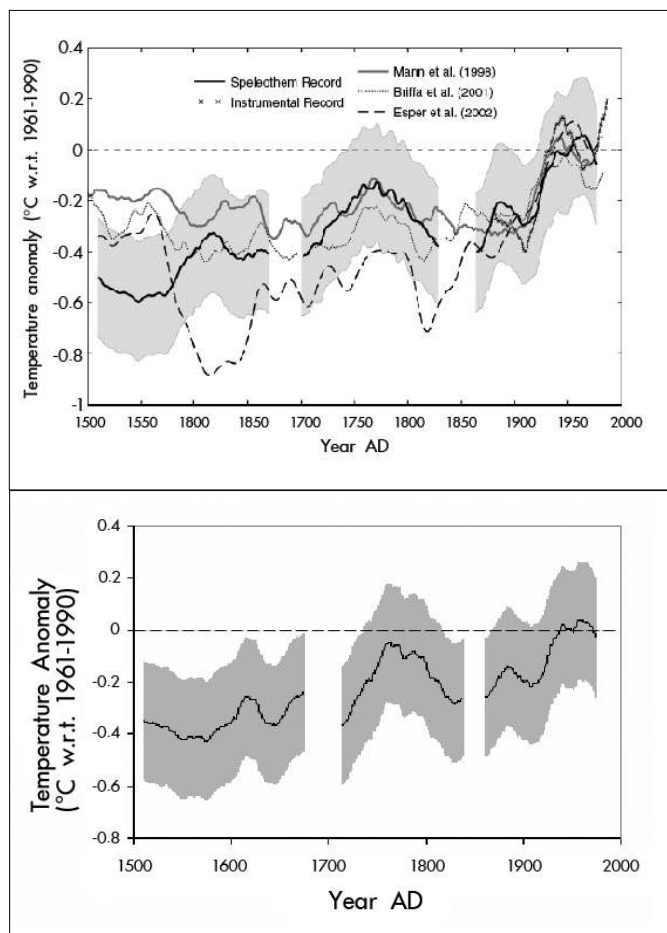 0.4
0.2
0
-0.2
-0.4
-0.6
-0.8
-1
Temperature anomaly (°C w.r.t. 1961-1990)
Speleothem Record
Instrumental Record
Mann et al. (1998)
Briffa et al. (2001)
Esper et al. (2002)
1500 1550 1600 1650 1700 1750 1800 1850 1900 1950 2000
Year AD
0.4
0.2
0
-0.2
-0.4
-0.6
-0.8
Temperature Anomaly
(°C w.r.t. 1961-1990)
1500 1600 1700 1800 1900 2000
Year AD